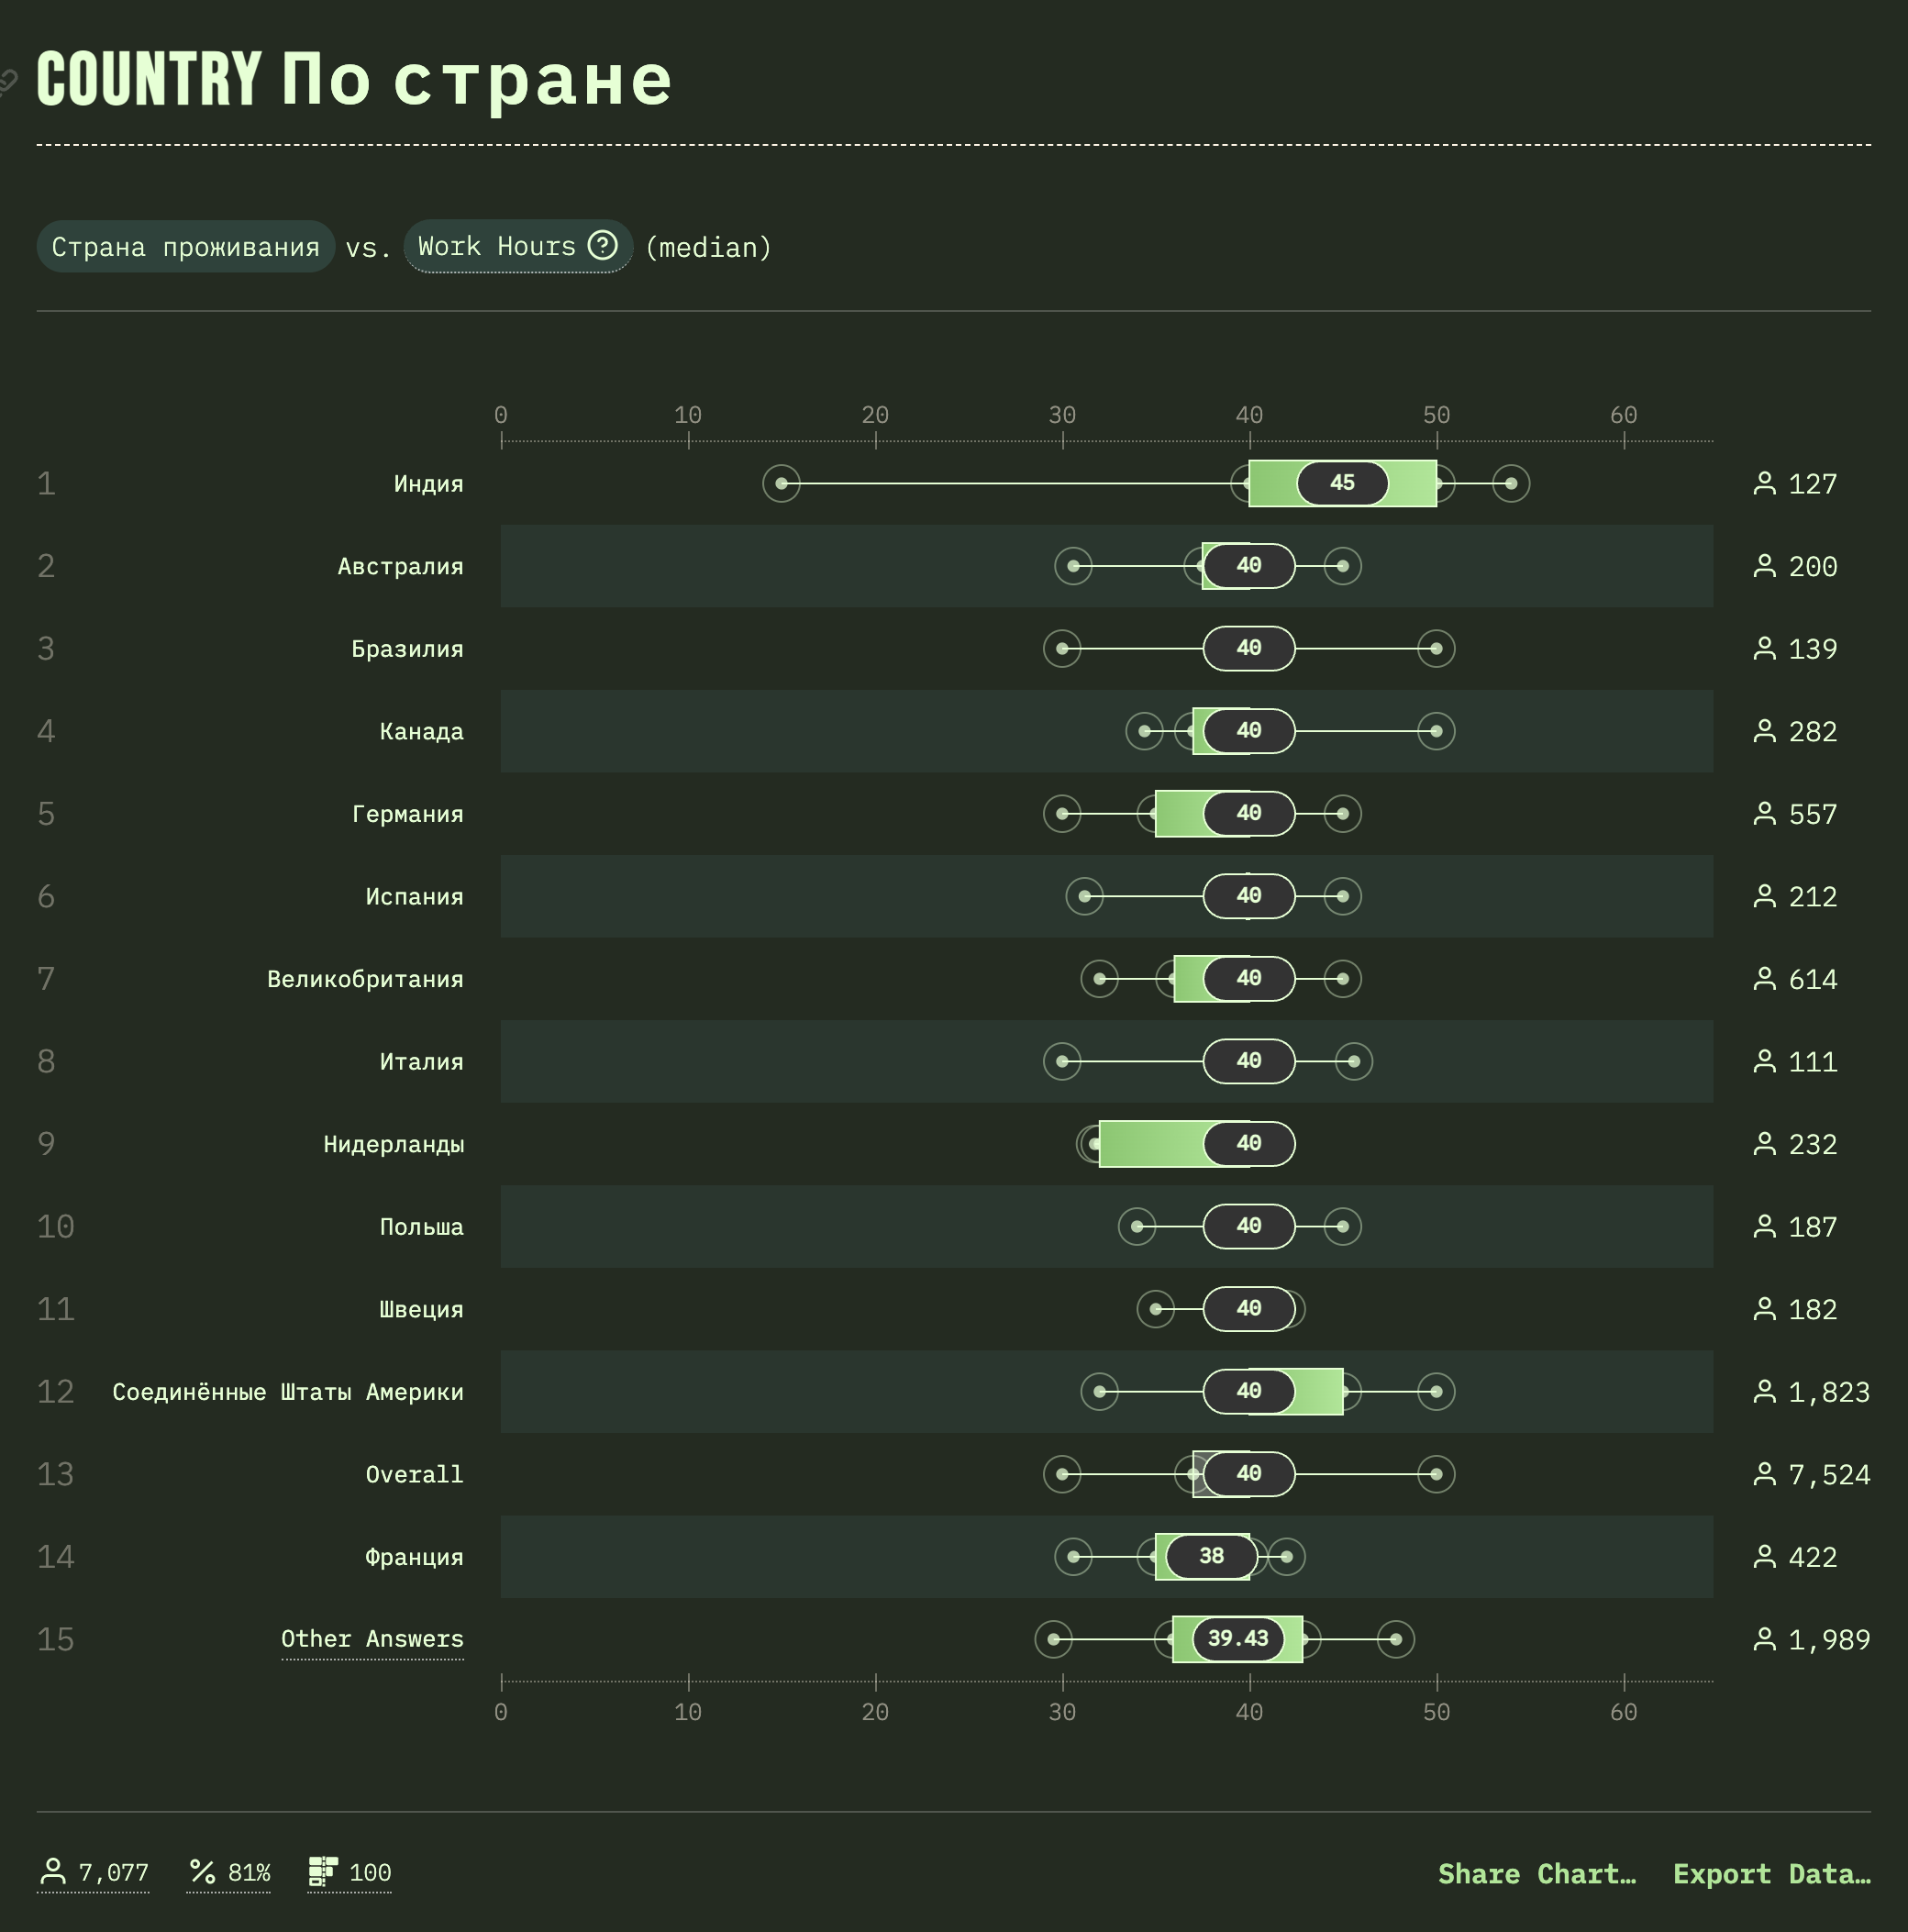 COUNTRY По стране
Страна проживания vs. Work Hours ? (median)
0 10 20 30 40 50 60
1 Индия 45 127
2 Австралия 40 200
3 Бразилия 40 139
4 Канада 40 282
5 Германия 40 557
6 Испания 40 212
7 Великобритания 40 614
8 Италия 40 111
9 Нидерланды 40 232
10 Польша 40 187
11 Швеция 40 182
12 Соединённые Штаты Америки 40 1,823
13 Overall 40 7,524
14 Франция 38 422
15 Other Answers 39.43 1,989
0 10 20 30 40 50 60
7,077 % 81% 100 Share Chart… Export Data…